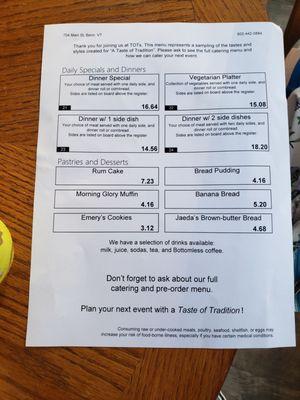 704 Main St, Benn. VT
802-442-0884
Thank you for joining us at TOTs. This menu represents a sampling of the tastes and
styles created for "A Taste of Tradition". Please ask to see the full catering menu and
how we can cater your next event.
Daily Specials and Dinners
Dinner Special
Your choice of meat served with one daily side, and
dinner roll or cornbread.
Sides are listed on board above the register.
21
16.64
Vegetarian Platter
Collection of vegetables served with one daily side, and
dinner roll or cornbread.
Sides are listed on board above the register.
22
15.08
Dinner w/ 1 side dish
Your choice of meat served with one daily side, and
dinner roll or cornbread.
Sides are listed on board above the register.
23
14.56
Dinner w/ 2 side dishes
Your choice of meat served with two daily sides, and
dinner roll or cornbread.
Sides are listed on board above the register.
24
18.20
Pastries and Desserts
Rum Cake
7.23
Bread Pudding
4.16
Morning Glory Muffin
4.16
Banana Bread
5.20
Emery's Cookies
3.12
Jaeda's Brown-butter Bread
4.68
We have a selection of drinks available:
milk, juice, sodas, tea, and Bottomless coffee.
Don't forget to ask about our full
catering and pre-order menu.
Plan your next event with a Taste of Tradition!
Consuming raw or under-cooked meats, poultry, seafood, shellfish, or eggs may
increase your risk of food-borne illness, especially if you have certain medical conditions.